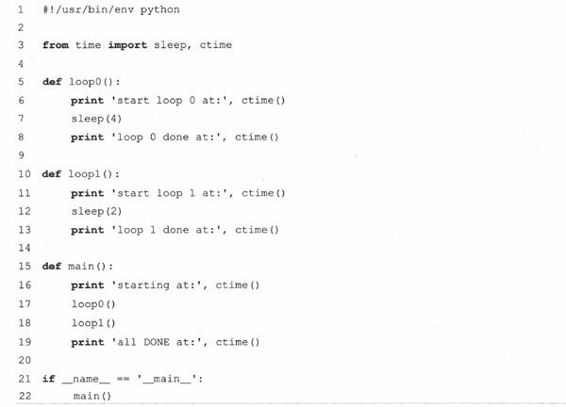 1 #!/usr/bin/env python
2
3 from time import sleep, ctime
4
5 def loop0():
6     print 'start loop 0 at:', ctime()
7     sleep(4)
8     print 'loop 0 done at:', ctime()
9
10 def loop1():
11     print 'start loop 1 at:', ctime()
12     sleep(2)
13     print 'loop 1 done at:', ctime()
14
15 def main():
16     print 'starting at:', ctime()
17     loop0()
18     loop1()
19     print 'all DONE at:', ctime()
20
21 if __name__ == '__main__':
22     main()